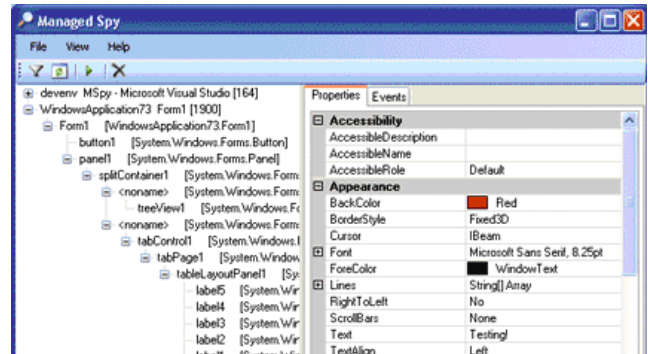 Managed Spy
File View Help
devenv MSpy - Microsoft Visual Studio [164]
WindowsApplication73 Form1 [1900]
Form1 [WindowsApplication73.Form1]
button1 [System.Windows.Forms.Button]
panel1 [System.Windows.Forms.Panel]
splitContainer1 [System.Windows.Form
<noname> [System.Windows.Form
treeView1 [System.Windows.Fo
<noname> [System.Windows.Form
tabControl1 [System.Windows.
tabPage1 [System.Window
tableLayoutPanel1 [Sy
label5 [System.Wir
label4 [System.Wir
label3 [System.Wir
label2 [System.Wir
label1 [System.Wir
Properties Events
Accessibility
AccessibleDescription
AccessibleName
AccessibleRole Default
Appearance
BackColor Red
BorderStyle Fixed3D
Cursor IBeam
Font Microsoft Sans Serif, 8.25pt
ForeColor WindowText
Lines String[] Array
RightToLeft No
ScrollBars None
Text Testing!
TextAlign Left